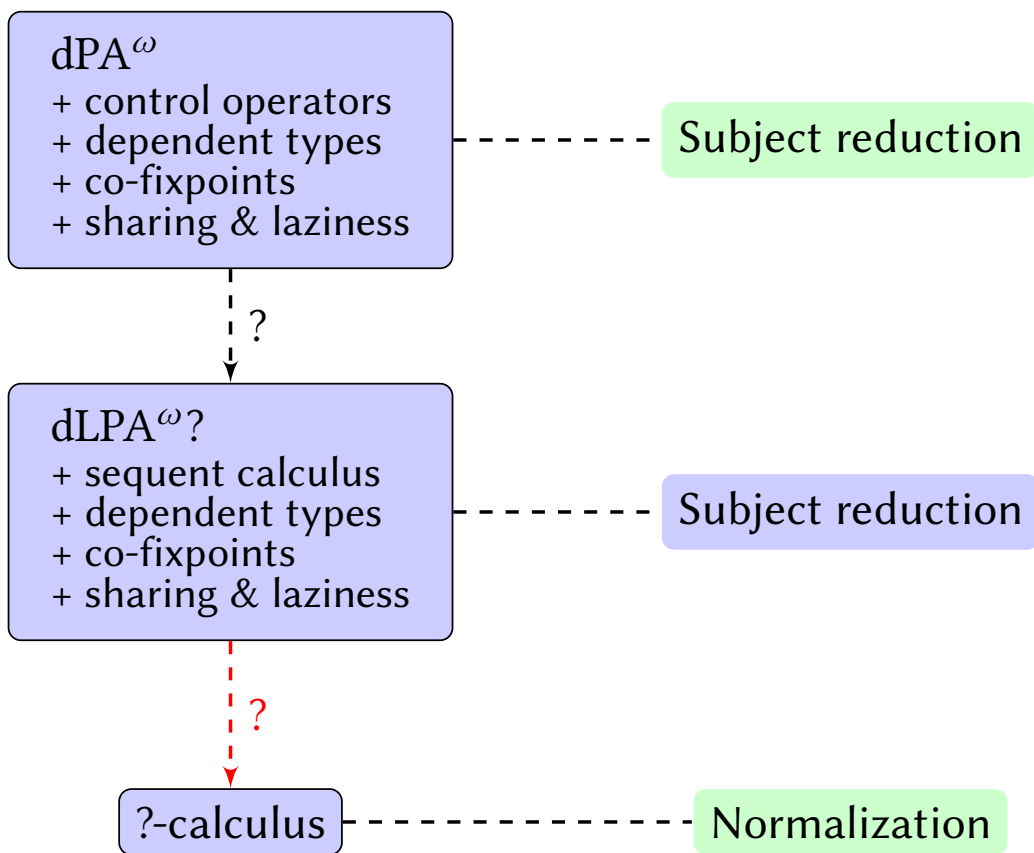 dPA^ω
+ control operators
+ dependent types
+ co-fixpoints
+ sharing & laziness
Subject reduction
?
dLPA^ω?
+ sequent calculus
+ dependent types
+ co-fixpoints
+ sharing & laziness
Subject reduction
?
?-calculus
Normalization